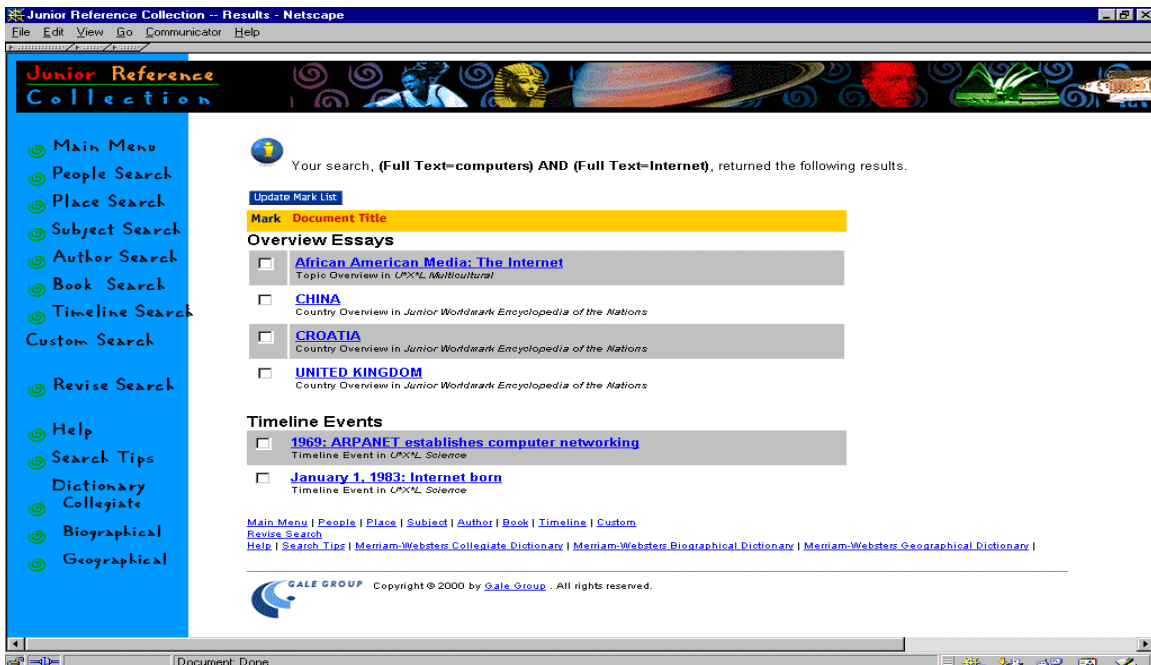 Junior Reference Collection -- Results - Netscape
File Edit View Go Communicator Help
Junior Reference
Collection
Main Menu
People Search
Place Search
Subject Search
Author Search
Book Search
Timeline Search
Custom Search
Revise Search
Help
Search Tips
Dictionary
Collegiate
Biographical
Geographical
Your search, (Full Text=computers) AND (Full Text=Internet), returned the following results.
Update Mark List
Mark Document Title
Overview Essays
African American Media: The Internet
Topic Overview in U*X*L Multicultural
CHINA
Country Overview in Junior Worldmark Encyclopedia of the Nations
CROATIA
Country Overview in Junior Worldmark Encyclopedia of the Nations
UNITED KINGDOM
Country Overview in Junior Worldmark Encyclopedia of the Nations
Timeline Events
1969: ARPANET establishes computer networking
Timeline Event in U*X*L Science
January 1, 1983: Internet born
Timeline Event in U*X*L Science
Main Menu | People | Place | Subject | Author | Book | Timeline | Custom
Revise Search
Help | Search Tips | Merriam-Websters Collegiate Dictionary | Merriam-Websters Biographical Dictionary | Merriam-Websters Geographical Dictionary |
GALE GROUP Copyright © 2000 by Gale Group . All rights reserved.
Document: Done